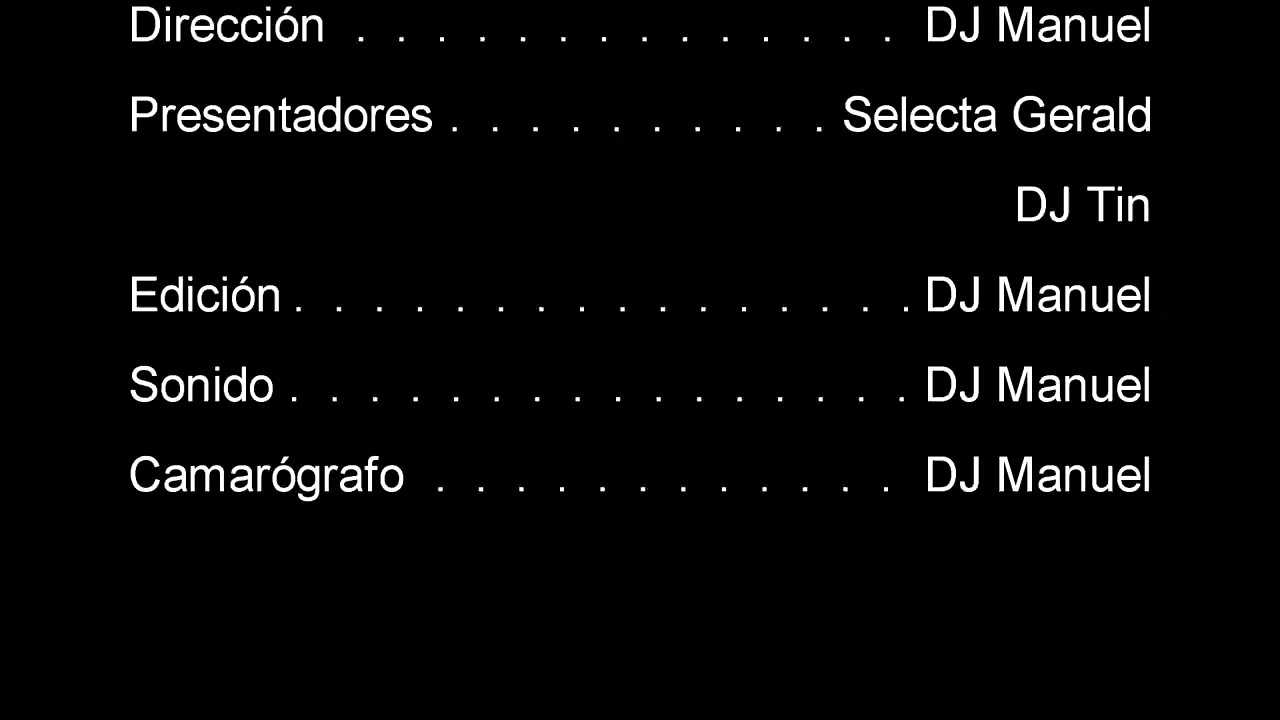 Dirección . . . . . . . . . . . . . . DJ Manuel
Presentadores . . . . . . . . . . Selecta Gerald
DJ Tin
Edición . . . . . . . . . . . . . . . . DJ Manuel
Sonido . . . . . . . . . . . . . . . . DJ Manuel
Camarógrafo . . . . . . . . . . . . DJ Manuel